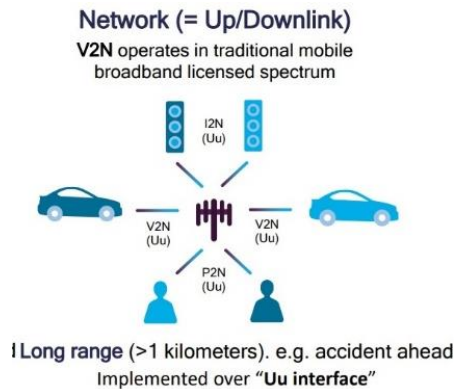 Network (= Up/Downlink)
V2N operates in traditional mobile
broadband licensed spectrum
I2N
(Uu)
V2N
(Uu)
V2N
(Uu)
P2N
(Uu)
Long range (>1 kilometers). e.g. accident ahead
Implemented over “Uu interface”